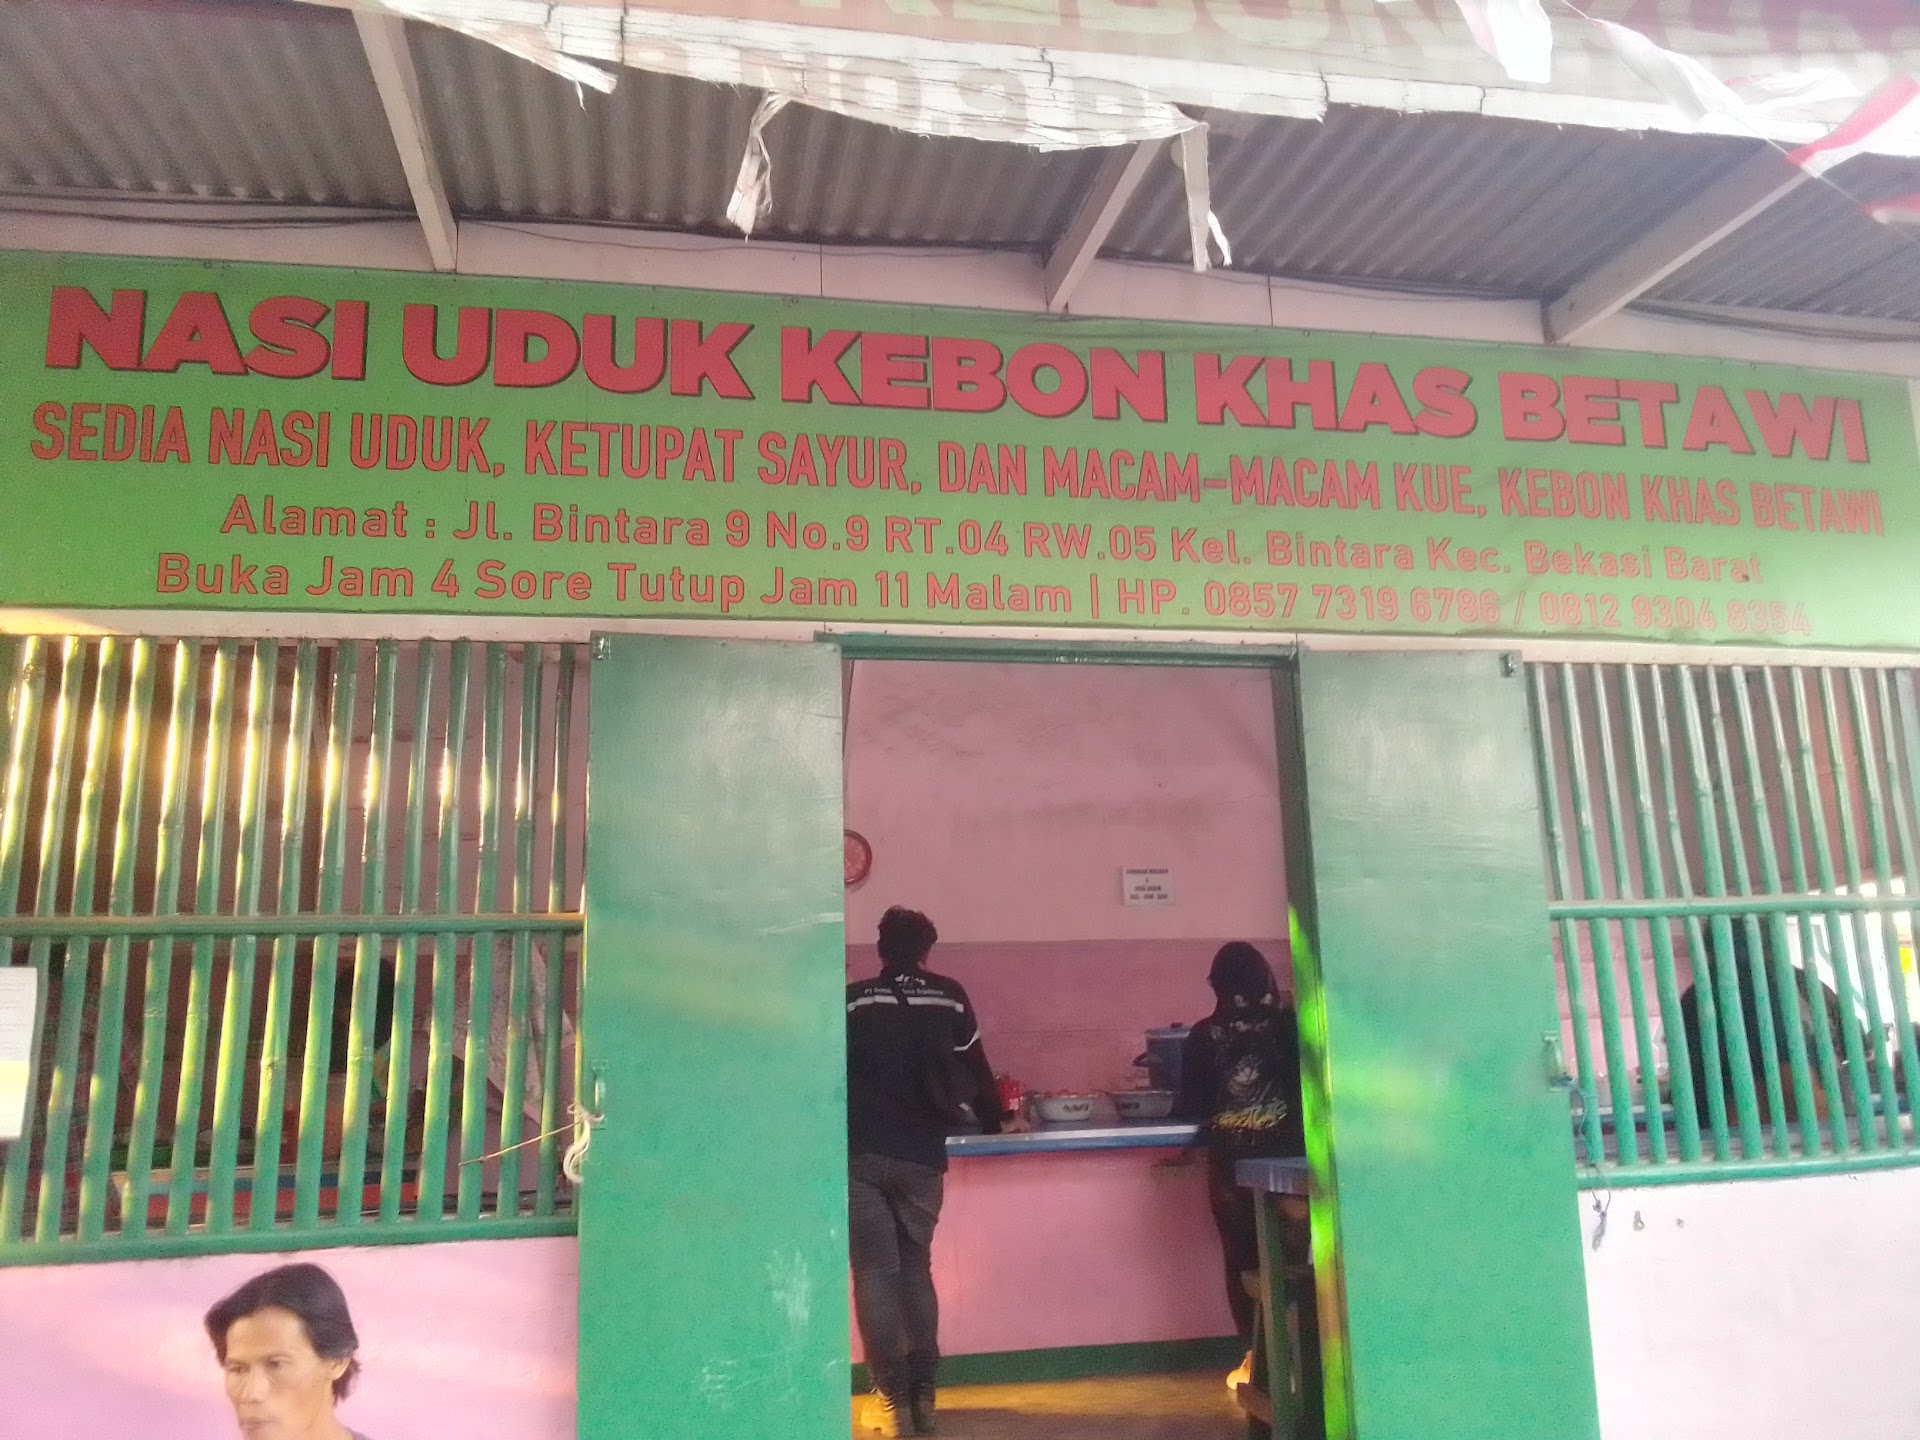 KEBON KHAS
NASI UDUK KEBON KHAS BETAWI
SEDIA NASI UDUK, KETUPAT SAYUR, DAN MACAM-MACAM KUE, KEBON KHAS BETAWI
Alamat : Jl. Bintara 9 No.9 RT.04 RW.05 Kel. Bintara Kec. Bekasi Barat
Buka Jam 4 Sore Tutup Jam 11 Malam | HP. 0857 7319 6786 / 0812 9304 8354